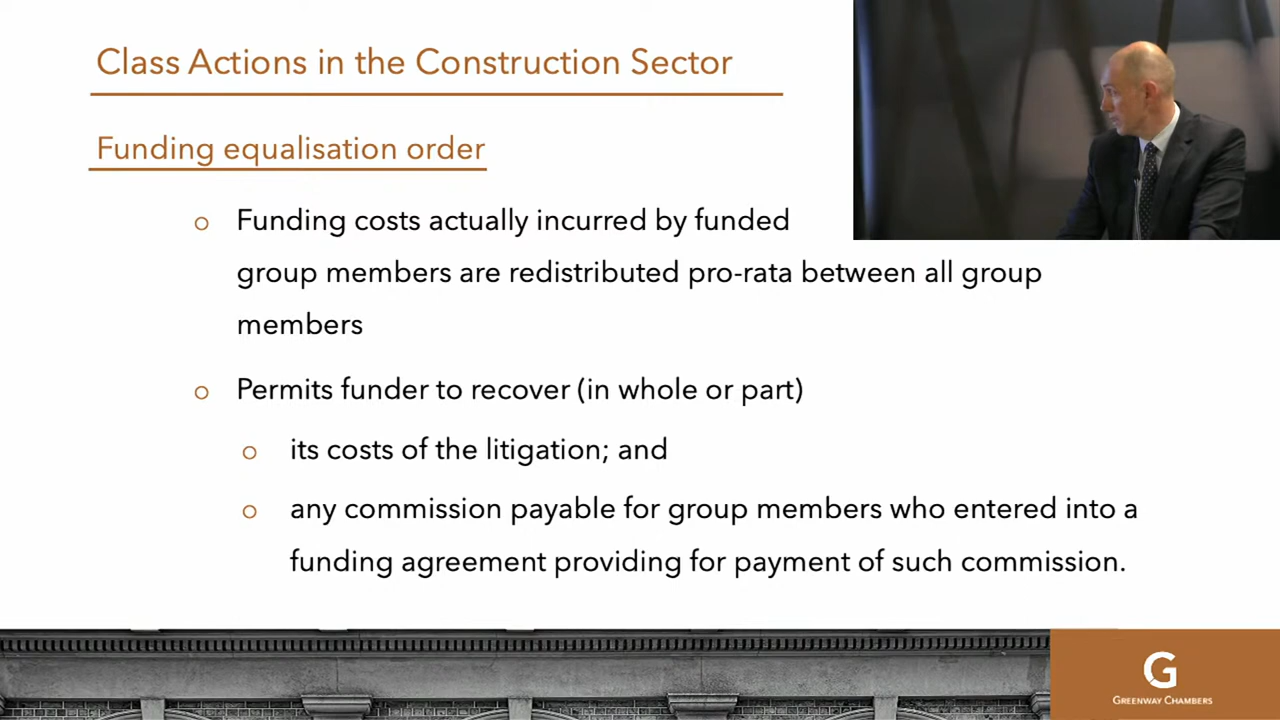 Class Actions in the Construction Sector
Funding equalisation order
o Funding costs actually incurred by funded
group members are redistributed pro-rata between all group
members
o Permits funder to recover (in whole or part)
o its costs of the litigation; and
o any commission payable for group members who entered into a
funding agreement providing for payment of such commission.
G
GREENWAY CHAMBERS